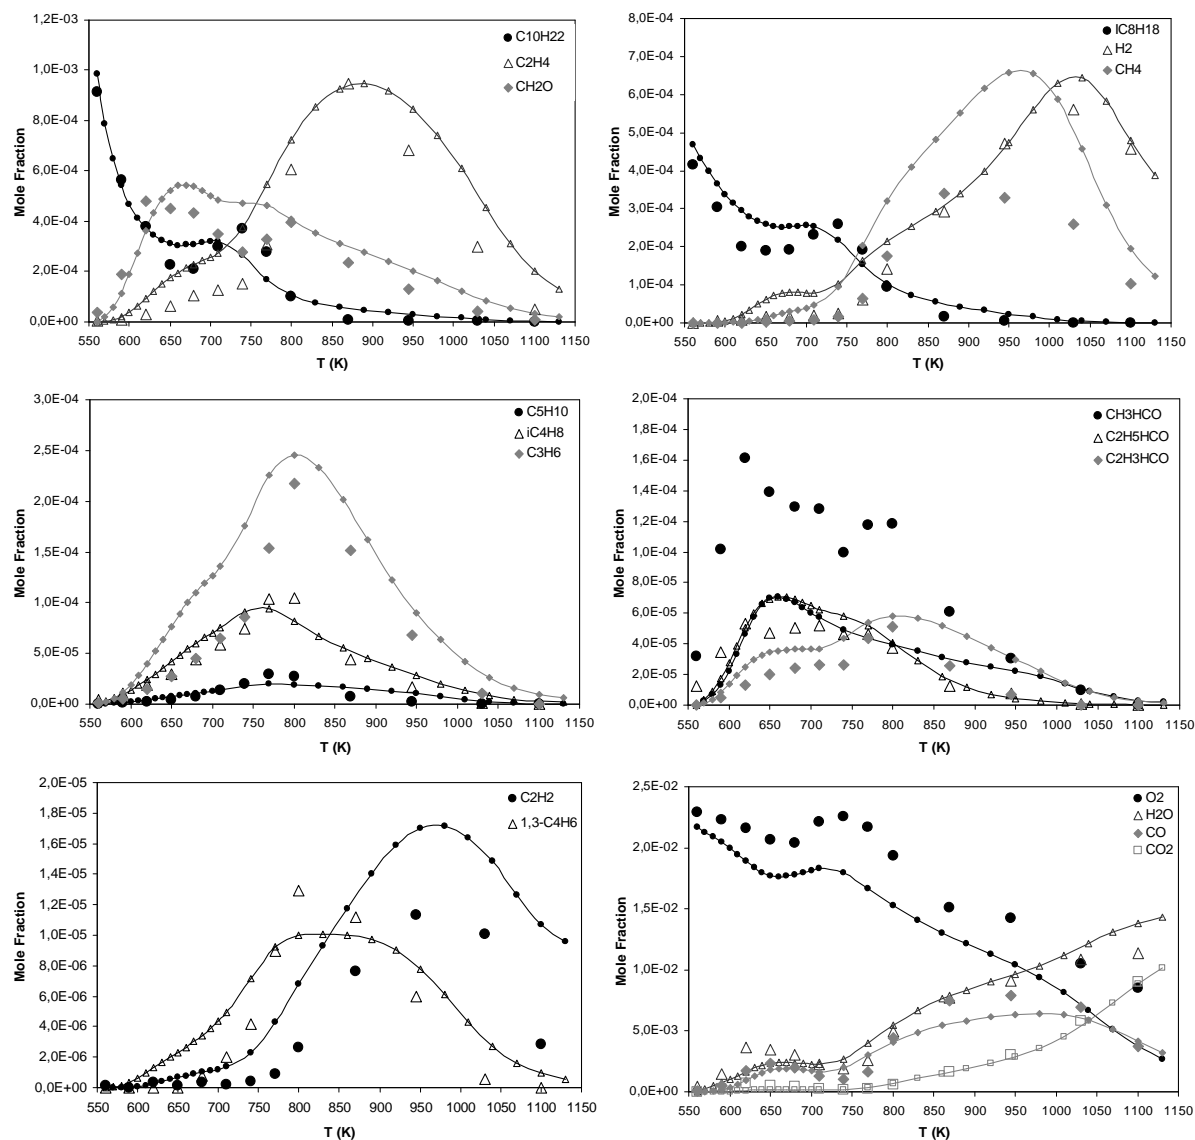 1,2E-03
1,0E-03
8,0E-04
6,0E-04
4,0E-04
2,0E-04
0,0E+00
550 600 650 700 750 800 850 900 950 1000 1050 1100 1150
T (K)
Mole Fraction
C10H22
C2H4
CH2O
8,0E-04
7,0E-04
6,0E-04
5,0E-04
4,0E-04
3,0E-04
2,0E-04
1,0E-04
0,0E+00
550 600 650 700 750 800 850 900 950 1000 1050 1100 1150
T (K)
Mole Fraction
IC8H18
H2
CH4
3,0E-04
2,5E-04
2,0E-04
1,5E-04
1,0E-04
5,0E-05
0,0E+00
550 600 650 700 750 800 850 900 950 1000 1050 1100 1150
T (K)
Mole Fraction
C5H10
iC4H8
C3H6
2,0E-04
1,8E-04
1,6E-04
1,4E-04
1,2E-04
1,0E-04
8,0E-05
6,0E-05
4,0E-05
2,0E-05
0,0E+00
550 600 650 700 750 800 850 900 950 1000 1050 1100 1150
T (K)
Mole Fraction
CH3HCO
C2H5HCO
C2H3HCO
2,0E-05
1,8E-05
1,6E-05
1,4E-05
1,2E-05
1,0E-05
8,0E-06
6,0E-06
4,0E-06
2,0E-06
0,0E+00
550 600 650 700 750 800 850 900 950 1000 1050 1100 1150
T (K)
Mole Fraction
C2H2
1,3-C4H6
2,5E-02
2,0E-02
1,5E-02
1,0E-02
5,0E-03
0,0E+00
550 600 650 700 750 800 850 900 950 1000 1050 1100 1150
T (K)
Mole Fraction
O2
H2O
CO
CO2